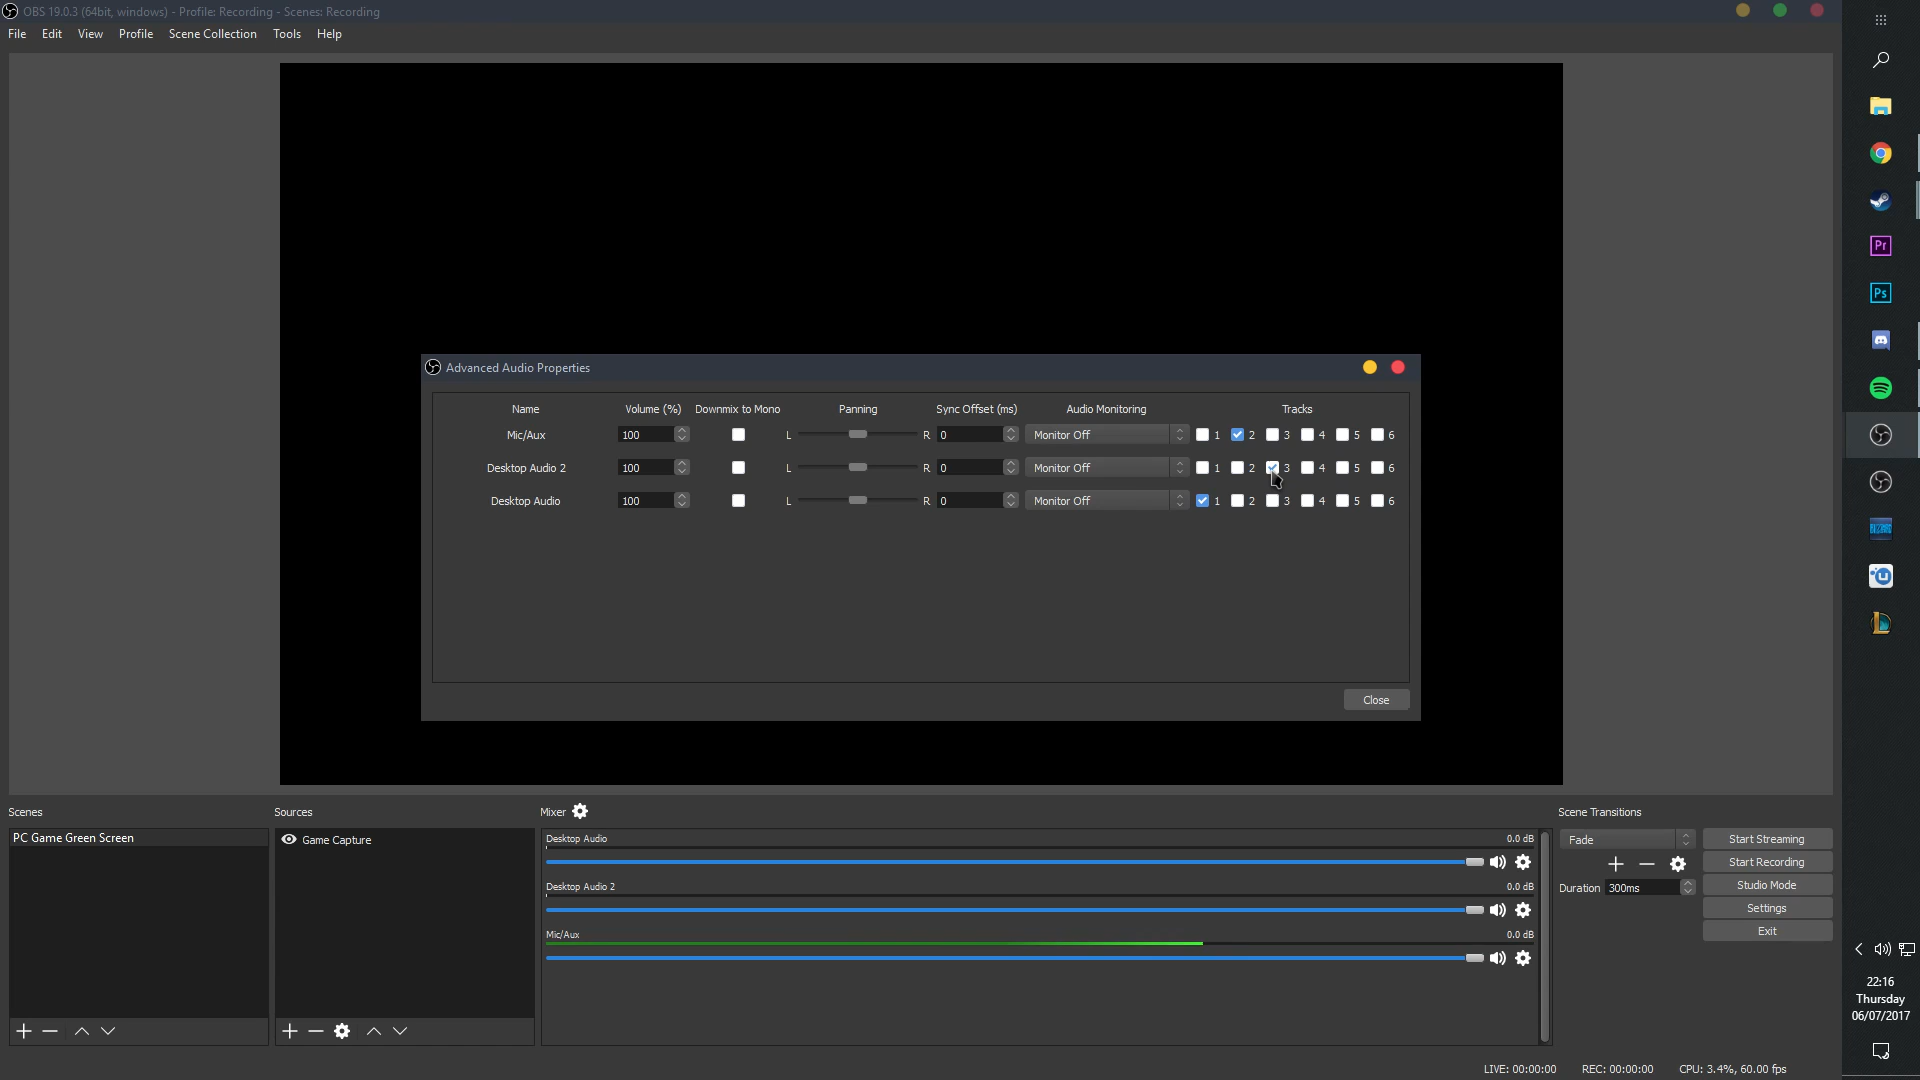 OBS 19.0.3 (64bit, windows) - Profile: Recording - Scenes: Recording
File Edit View Profile Scene Collection Tools Help
Advanced Audio Properties
Name Volume (%) Downmix to Mono Panning Sync Offset (ms) Audio Monitoring Tracks
Mic/Aux 100 L R 0 Monitor Off 1 2 3 4 5 6
Desktop Audio 2 100 L R 0 Monitor Off 1 2 3 4 5 6
Desktop Audio 100 L R 0 Monitor Off 1 2 3 4 5 6
Close
Scenes
PC Game Green Screen
Sources
Game Capture
Mixer
Desktop Audio 0.0 dB
Desktop Audio 2 0.0 dB
Mic/Aux 0.0 dB
Scene Transitions
Fade
Duration 300ms
Start Streaming
Start Recording
Studio Mode
Settings
Exit
LIVE: 00:00:00 REC: 00:00:00 CPU: 3.4%, 60.00 fps
Pr
Ps
BLIZZARD
22:16
Thursday
06/07/2017